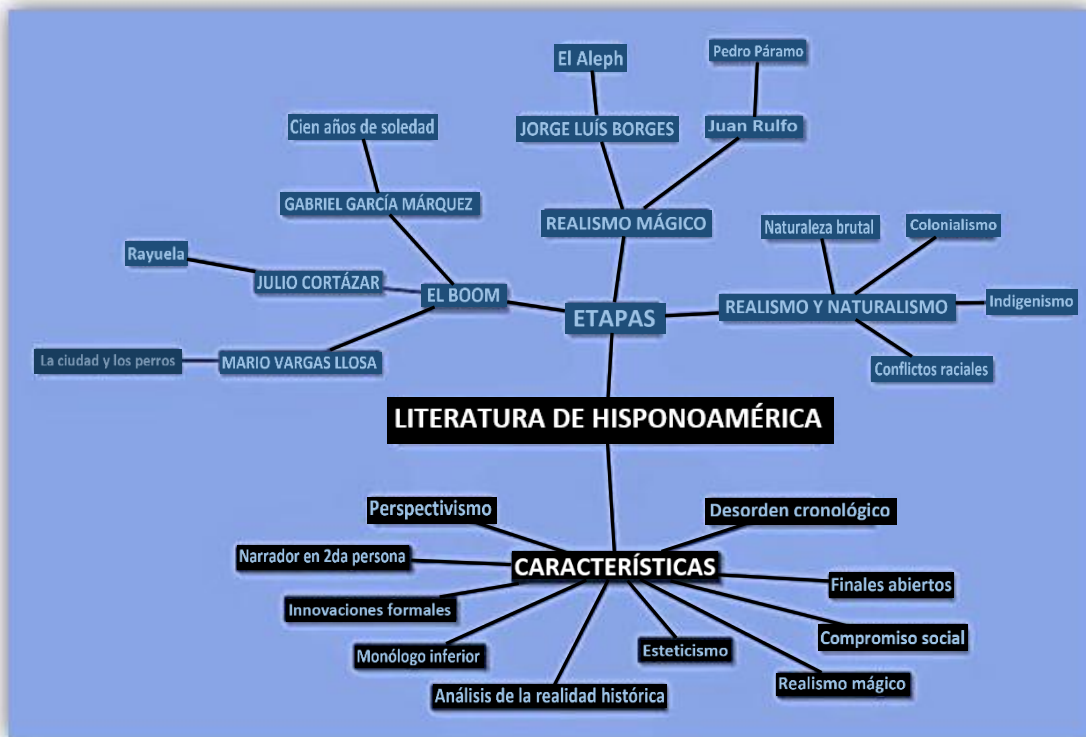 El Aleph
Pedro Páramo
Cien años de soledad
JORGE LUÍS BORGES
Juan Rulfo
GABRIEL GARCÍA MÁRQUEZ
REALISMO MÁGICO
Naturaleza brutal
Colonialismo
Rayuela
JULIO CORTÁZAR
EL BOOM
ETAPAS
REALISMO Y NATURALISMO
Indigenismo
La ciudad y los perros
MARIO VARGAS LLOSA
Conflictos raciales
LITERATURA DE HISPONOAMÉRICA
Perspectivismo
Desorden cronológico
Narrador en 2da persona
CARACTERÍSTICAS
Finales abiertos
Innovaciones formales
Compromiso social
Monólogo inferior
Esteticismo
Realismo mágico
Análisis de la realidad histórica